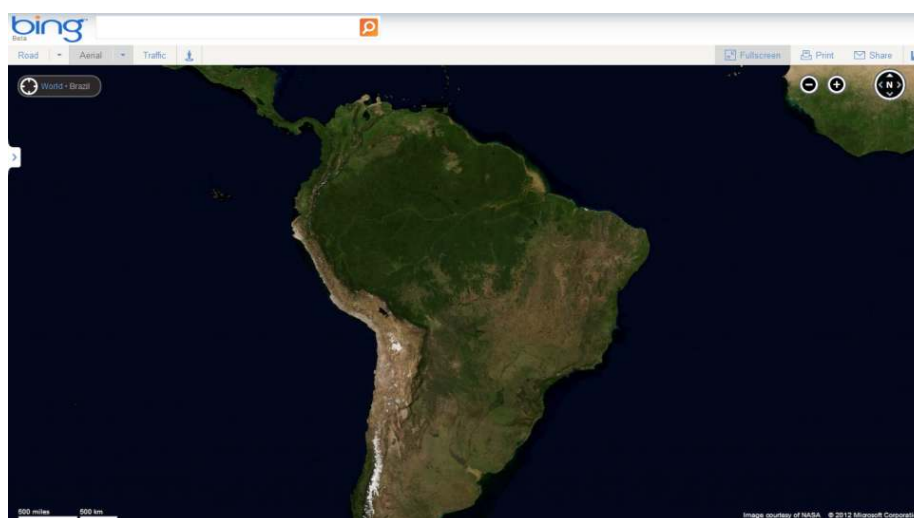 bing
Beta
Road Aerial Traffic Fullscreen Print Share
World • Brazil
N
500 miles 500 km
Image courtesy of NASA © 2012 Microsoft Corporati